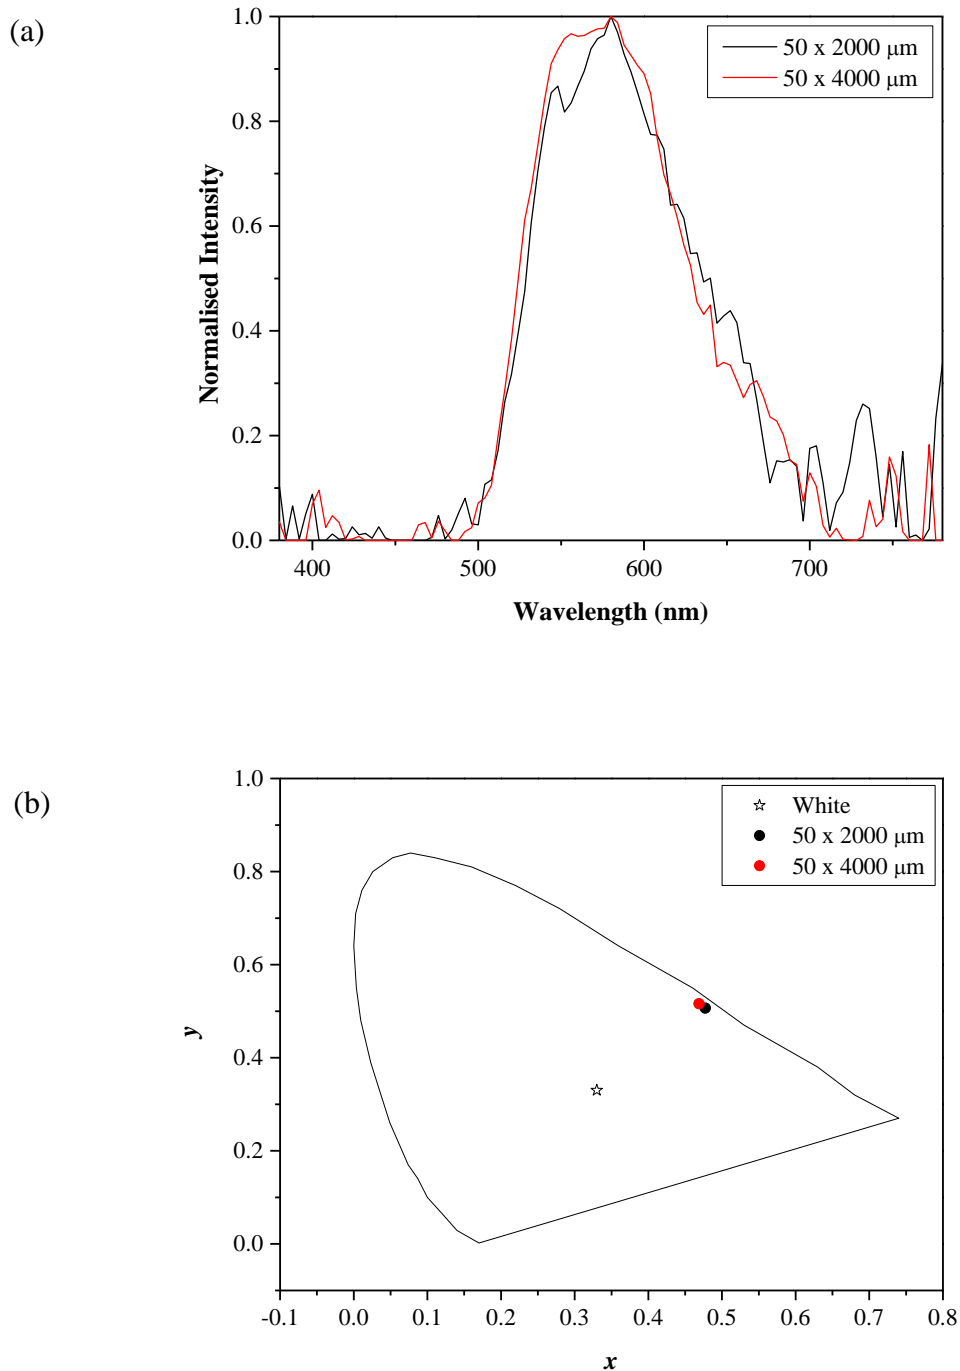 (a)
1.0
0.8
0.6
0.4
0.2
0.0
Normalised Intensity
50 x 2000 μm
50 x 4000 μm
400 500 600 700
Wavelength (nm)
(b)
1.0
0.8
0.6
0.4
0.2
0.0
y
White
50 x 2000 μm
50 x 4000 μm
-0.1 0.0 0.1 0.2 0.3 0.4 0.5 0.6 0.7 0.8
x